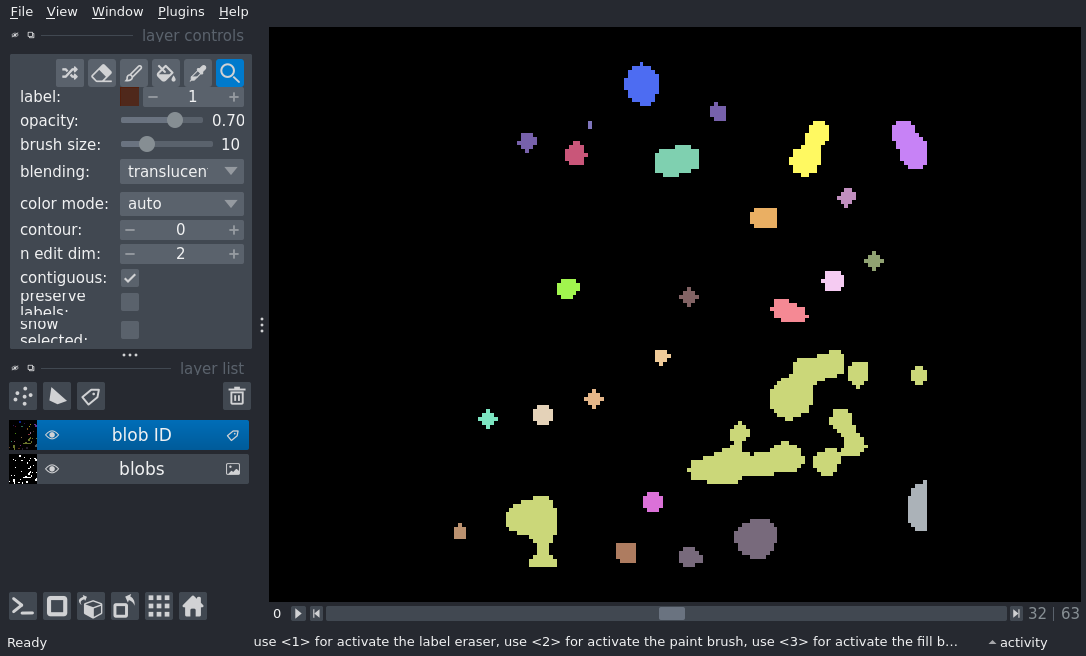 File View Window Plugins Help
layer controls
label: 1
opacity: 0.70
brush size: 10
blending: translucen
color mode: auto
contour: 0
n edit dim: 2
contiguous:
preserve
labels:
show
selected:
layer list
blob ID
blobs
0 32 63
Ready use <1> for activate the label eraser, use <2> for activate the paint brush, use <3> for activate the fill b... activity